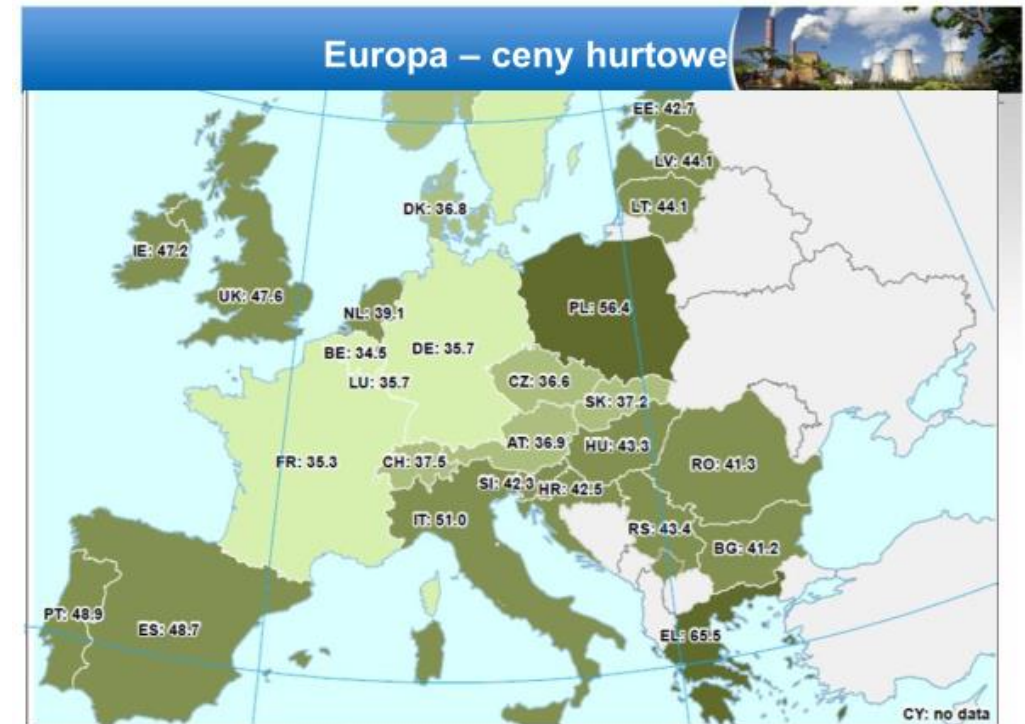 Europa – ceny hurtowe
EE: 42.7
LV: 44.1
LT: 44.1
DK: 36.8
IE: 47.2
UK: 47.6
NL: 39.1
PL: 56.4
BE: 34.5
DE: 35.7
LU: 35.7
CZ: 36.6
SK: 37.2
AT: 36.9
HU: 43.3
FR: 35.3
CH: 37.5
RO: 41.3
SI: 42.3
HR: 42.5
IT: 51.0
RS: 43.4
BG: 41.2
PT: 48.9
ES: 48.7
EL: 65.5
CY: no data